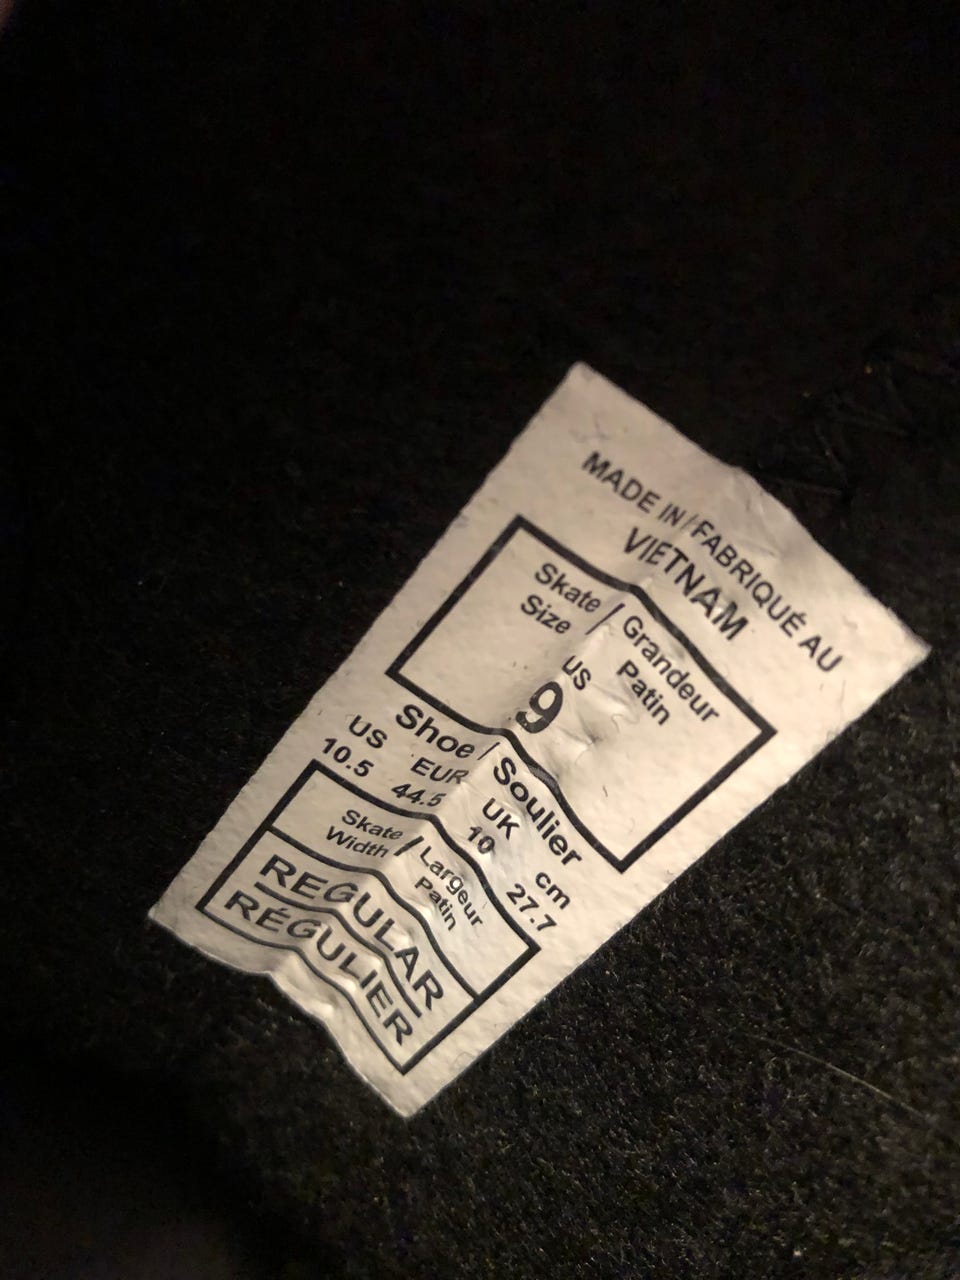 MADE IN/FABRIQUÉ AU
VIETNAM
Skate / Grandeur
Size Patin
US
9
Shoe / Soulier
US EUR UK cm
10.5 44.5 10 27.7
Skate / Largeur
Width Patin
REGULAR
RÉGULIER